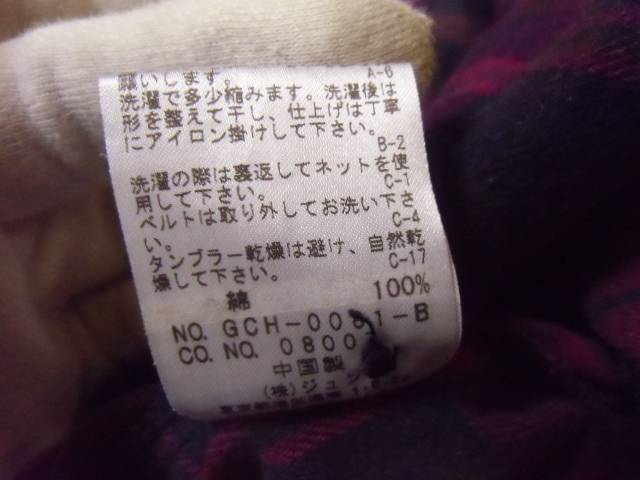 願いします。
A-6
洗濯で多少縮みます。洗濯後は
形を整えて干し、仕上げは丁寧
にアイロン掛けして下さい。
B-2
洗濯の際は裏返してネットを使
用して下さい。
C-1
ベルトは取り外してお洗い下さ
い。
C-4
タンブラー乾燥は避け、自然乾
燥して下さい。
C-17
綿 100%
NO. GCH-00 1-B
CO. NO. 0800
中国製
(株)ジュン